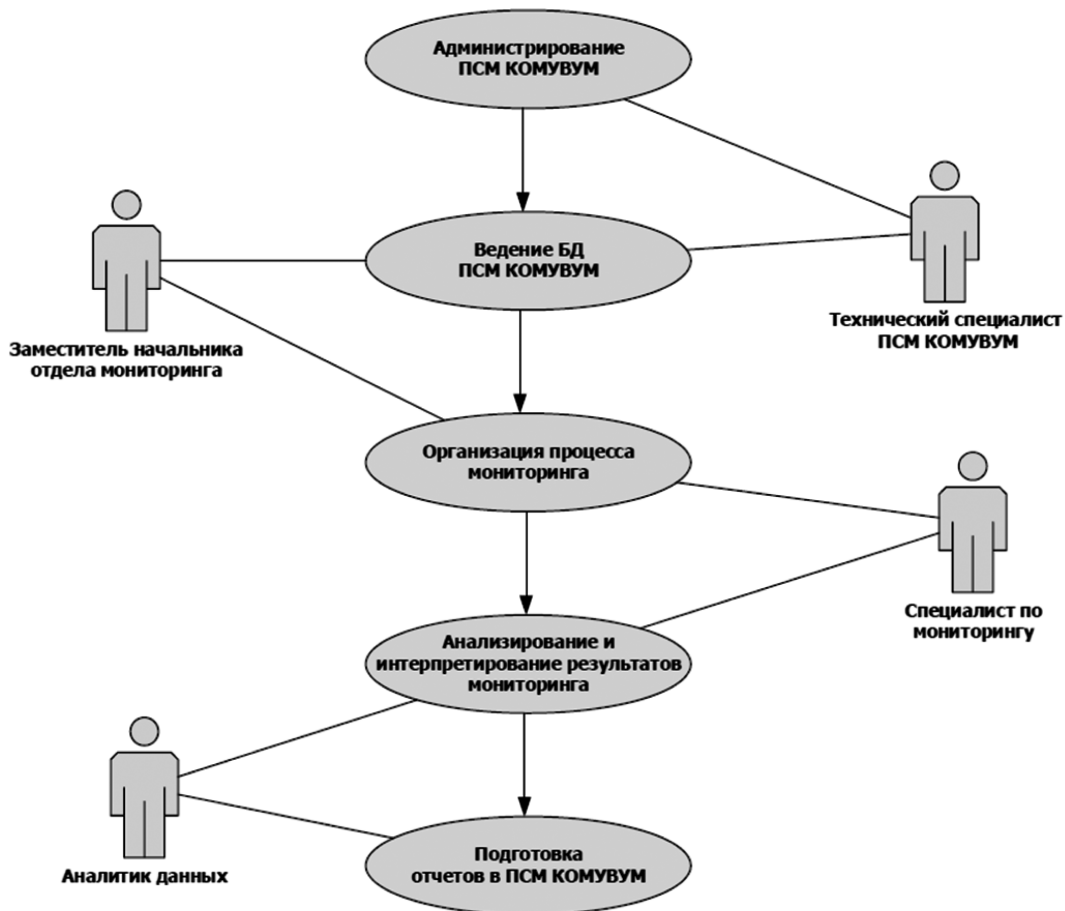 Администрирование
ПСМ КОМУВУМ
Ведение БД
ПСМ КОМУВУМ
Технический специалист
ПСМ КОМУВУМ
Заместитель начальника
отдела мониторинга
Организация процесса
мониторинга
Специалист по
мониторингу
Анализирование и
интерпретирование результатов
мониторинга
Аналитик данных
Подготовка
отчетов в ПСМ КОМУВУМ